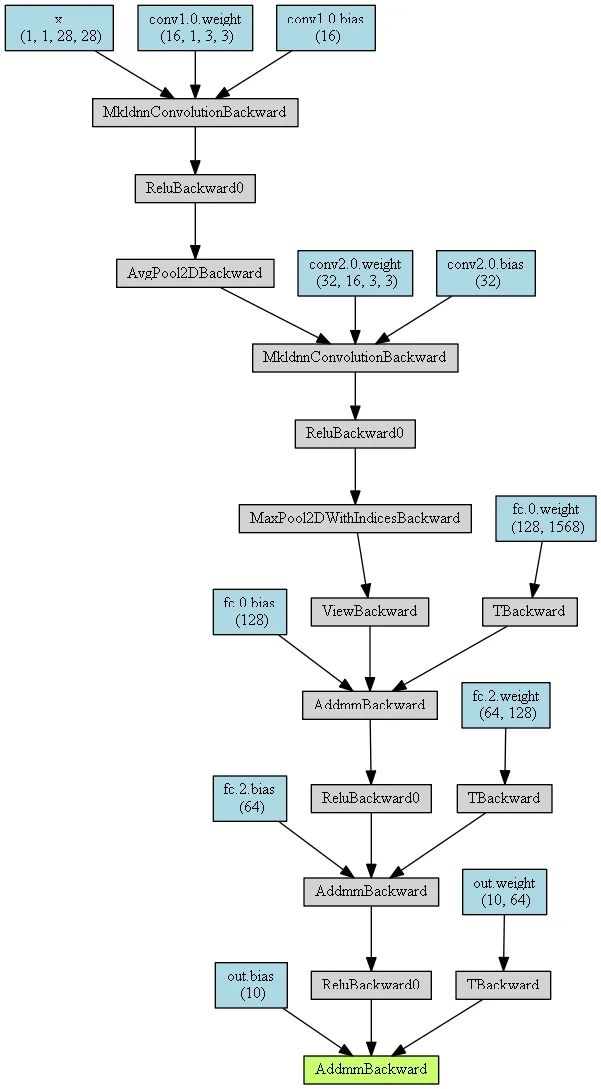 x
(1, 1, 28, 28)
conv1.0.weight
(16, 1, 3, 3)
conv1.0.bias
(16)
MkldnnConvolutionBackward
ReluBackward0
AvgPool2DBackward
conv2.0.weight
(32, 16, 3, 3)
conv2.0.bias
(32)
MkldnnConvolutionBackward
ReluBackward0
MaxPool2DWithIndicesBackward
fc.0.weight
(128, 1568)
fc.0.bias
(128)
ViewBackward
TBackward
AddmmBackward
fc.2.weight
(64, 128)
fc.2.bias
(64)
ReluBackward0
TBackward
AddmmBackward
out.weight
(10, 64)
out.bias
(10)
ReluBackward0
TBackward
AddmmBackward